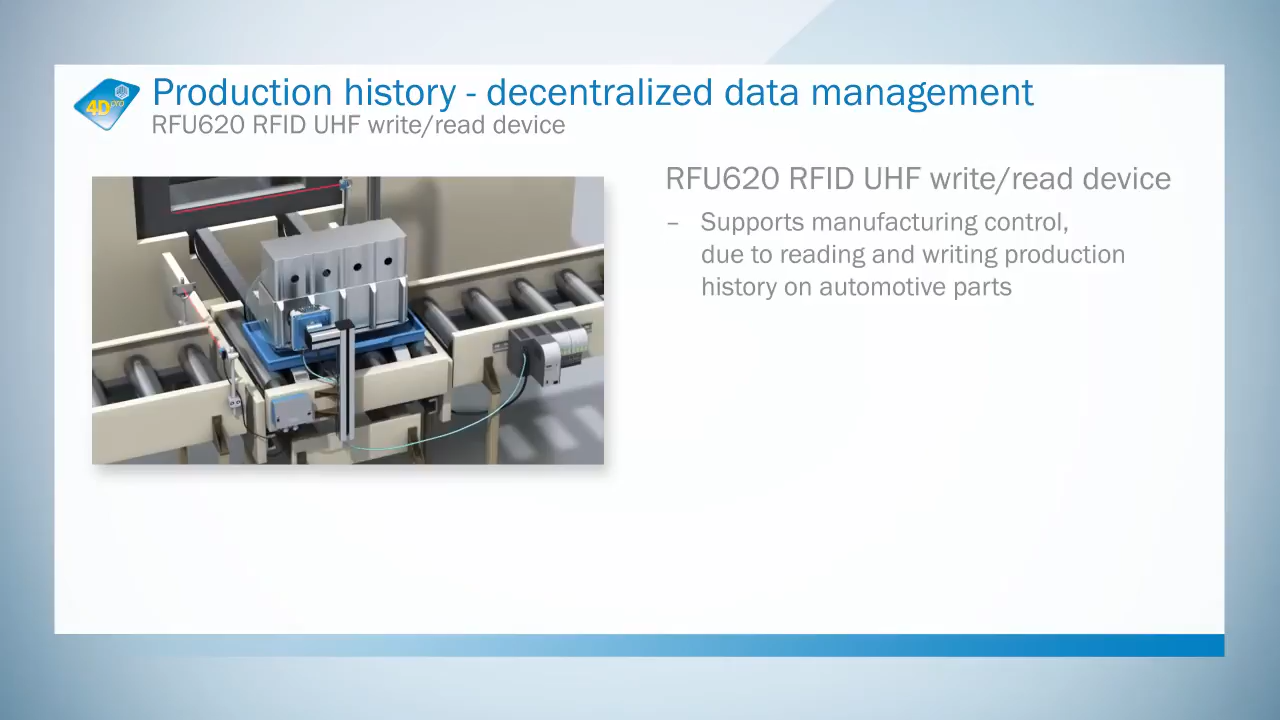 4Dpro
Production history - decentralized data management
RFU620 RFID UHF write/read device
RFU620 RFID UHF write/read device
– Supports manufacturing control,
due to reading and writing production
history on automotive parts